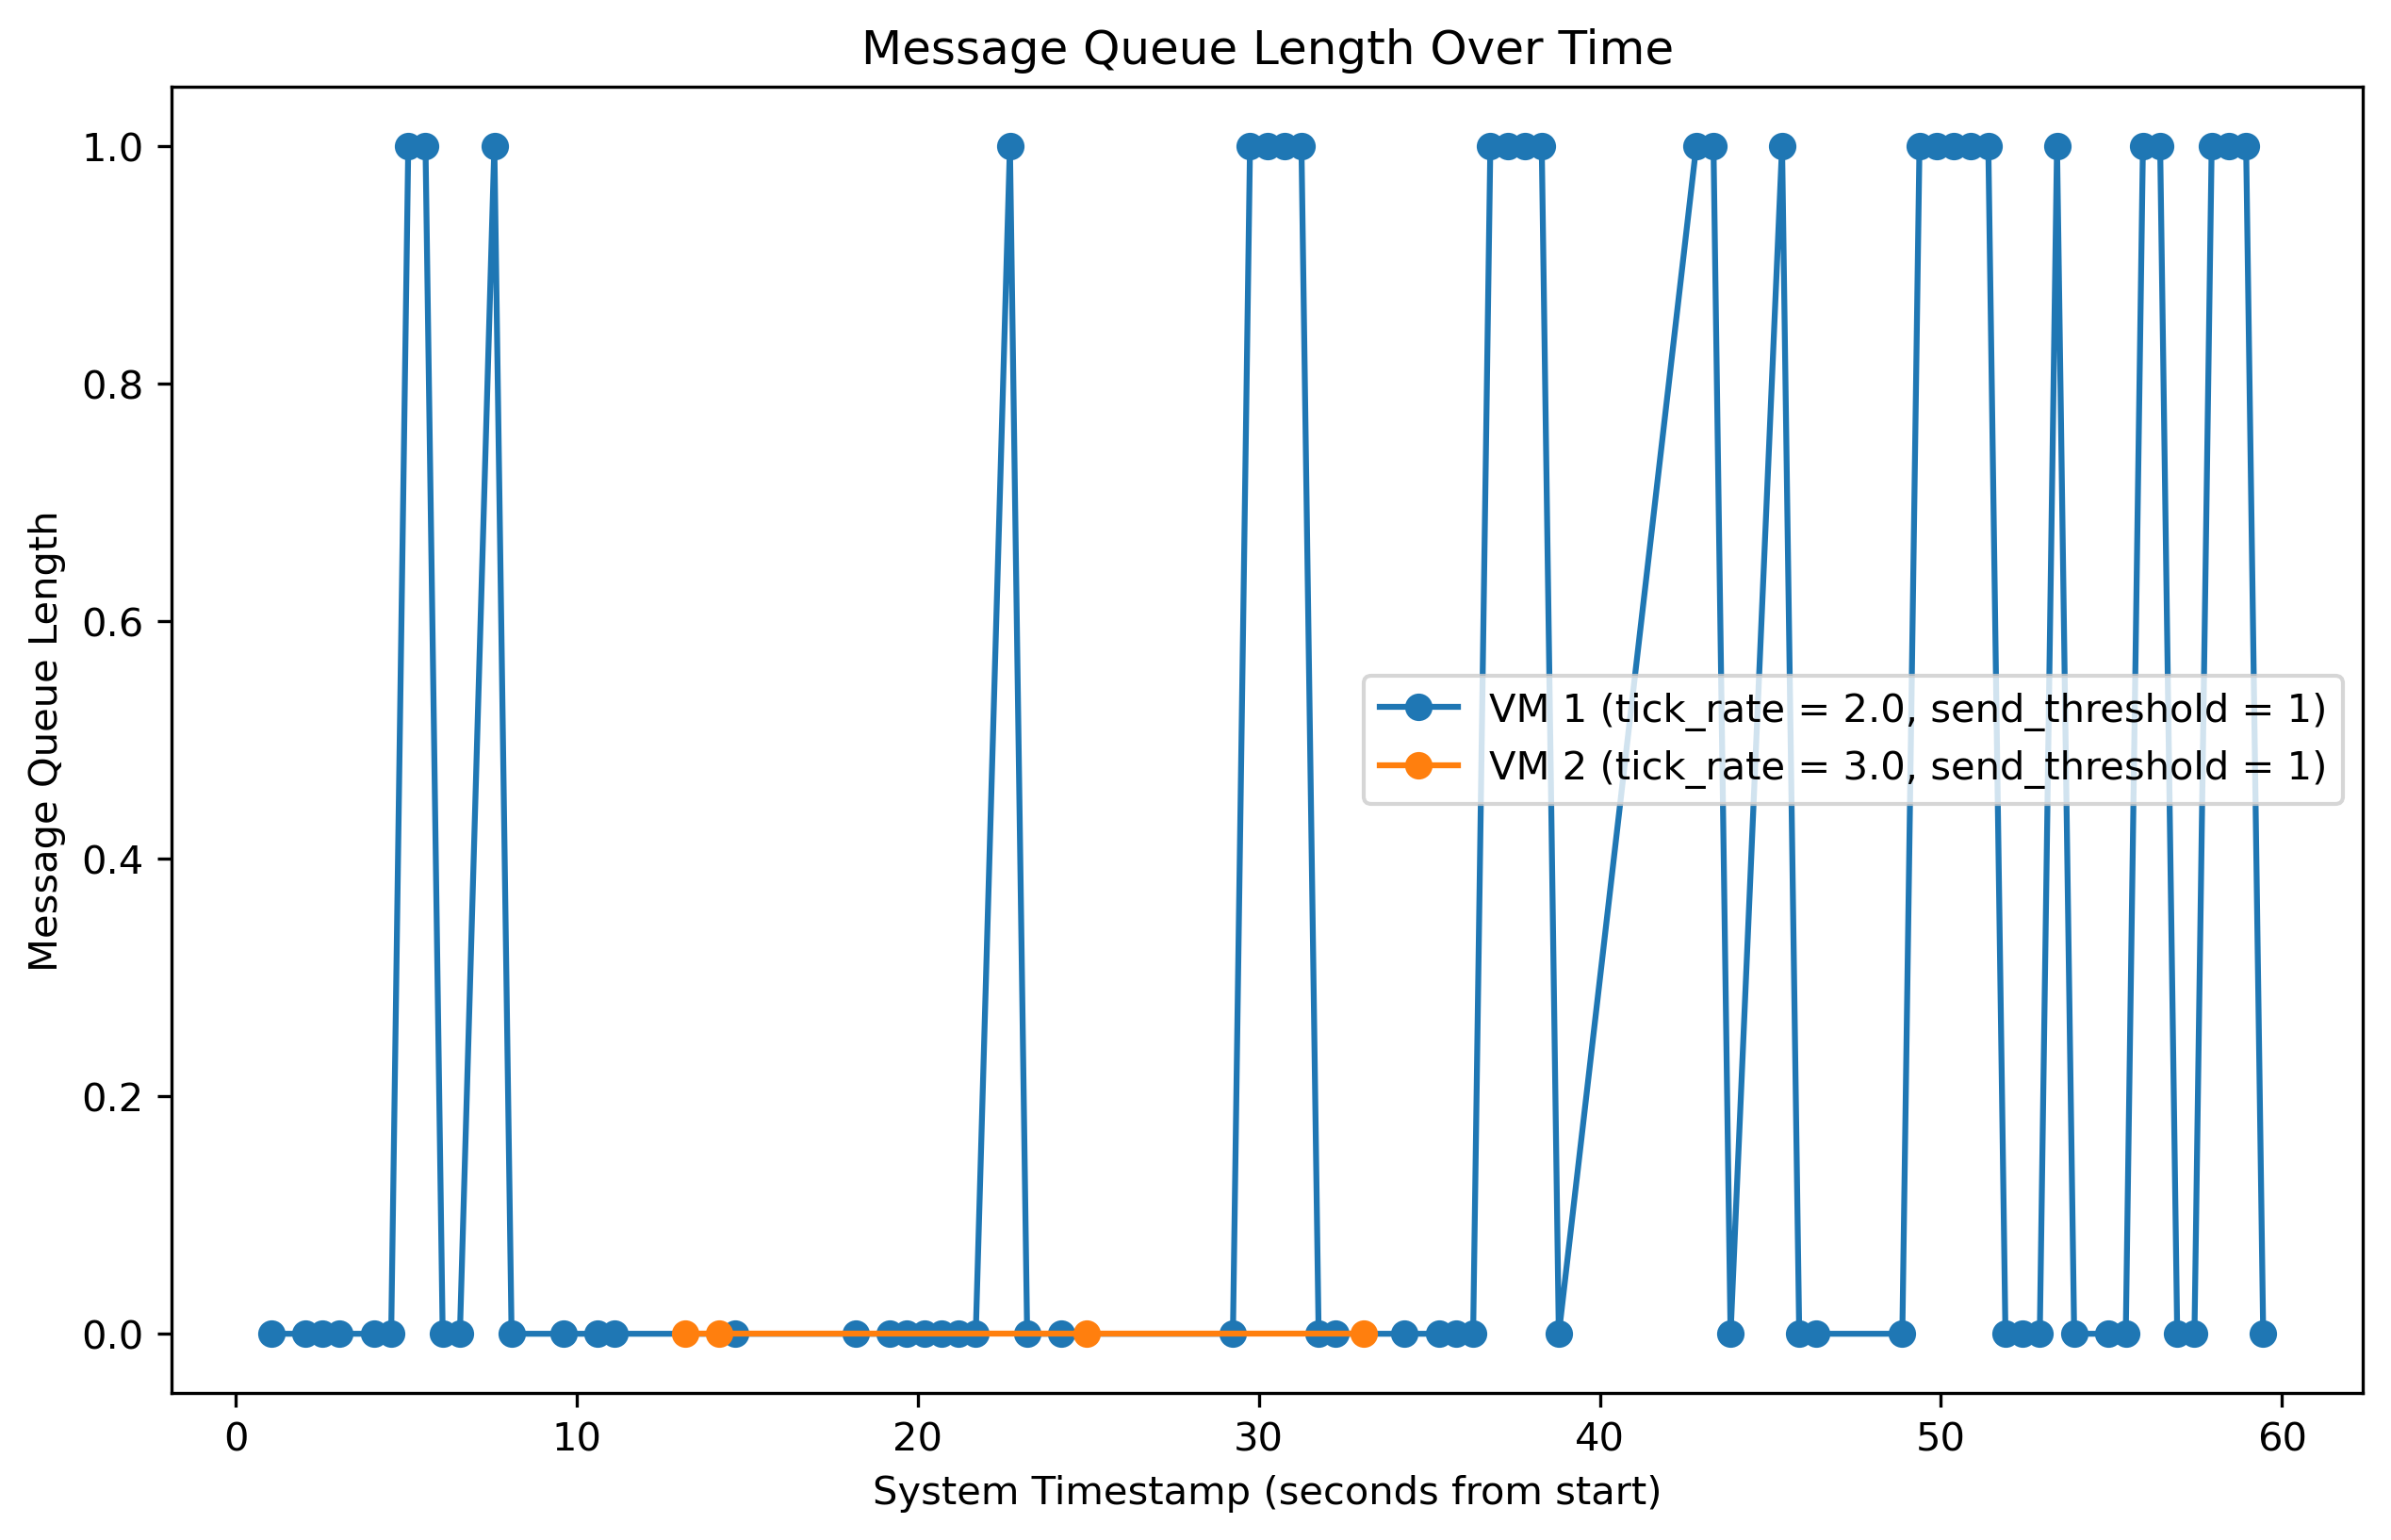 Message Queue Length Over Time
Message Queue Length
1.0
0.8
0.6
0.4
0.2
0.0
VM 1 (tick_rate = 2.0, send_threshold = 1)
VM 2 (tick_rate = 3.0, send_threshold = 1)
0 10 20 30 40 50 60
System Timestamp (seconds from start)